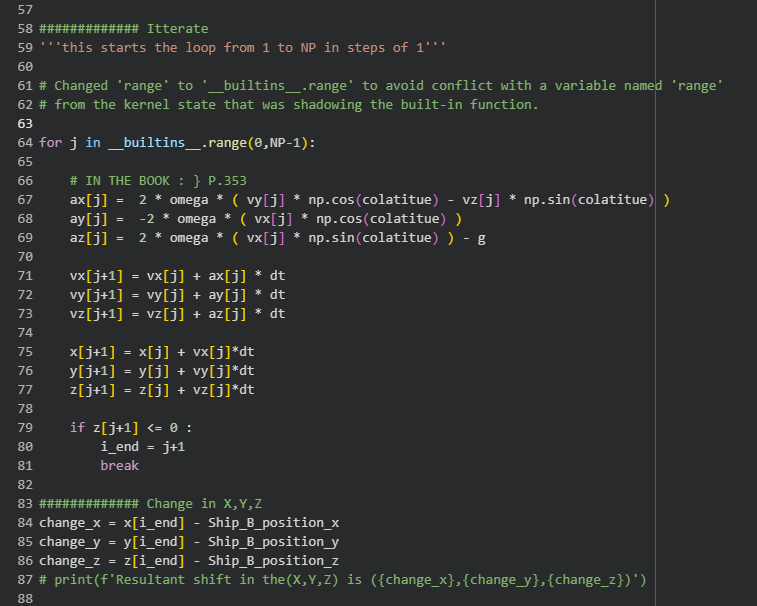 57
58 ############# Itterate
59 '''this starts the loop from 1 to NP in steps of 1'''
60
61 # Changed 'range' to '__builtins__.range' to avoid conflict with a variable named 'range'
62 # from the kernel state that was shadowing the built-in function.
63
64 for j in __builtins__.range(0,NP-1):
65
66     # IN THE BOOK : } P.353
67     ax[j] =  2 * omega * ( vy[j] * np.cos(colatitue) - vz[j] * np.sin(colatitue) )
68     ay[j] =  -2 * omega * ( vx[j] * np.cos(colatitue) )
69     az[j] =  2 * omega * ( vx[j] * np.sin(colatitue) ) - g
70
71     vx[j+1] = vx[j] + ax[j] * dt
72     vy[j+1] = vy[j] + ay[j] * dt
73     vz[j+1] = vz[j] + az[j] * dt
74
75     x[j+1] = x[j] + vx[j]*dt
76     y[j+1] = y[j] + vy[j]*dt
77     z[j+1] = z[j] + vz[j]*dt
78
79     if z[j+1] <= 0 :
80         i_end = j+1
81         break
82
83 ############# Change in X,Y,Z
84 change_x = x[i_end] - Ship_B_position_x
85 change_y = y[i_end] - Ship_B_position_y
86 change_z = z[i_end] - Ship_B_position_z
87 # print(f'Resultant shift in the(X,Y,Z) is ({change_x},{change_y},{change_z})')
88